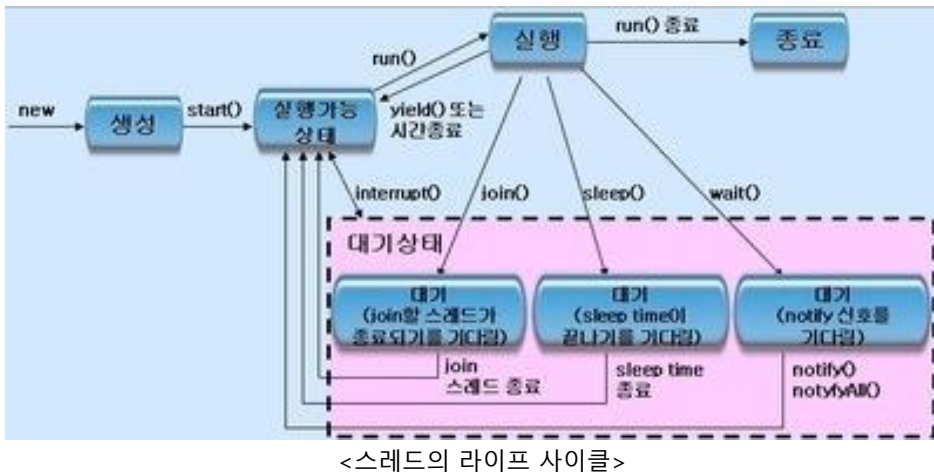 실행
run() 종료
종료
run()
new
생성
start()
실행가능
상태
yield() 또는
시간종료
interrupt()
join()
sleep()
wait()
대기상태
대기
(join할 스레드가
종료되기를 기다림)
대기
(sleep time이
끝나기를 기다림)
대기
(notify 신호를
기다림)
join
스레드 종료
sleep time
종료
notify()
notyfyAll()
<스레드의 라이프 사이클>